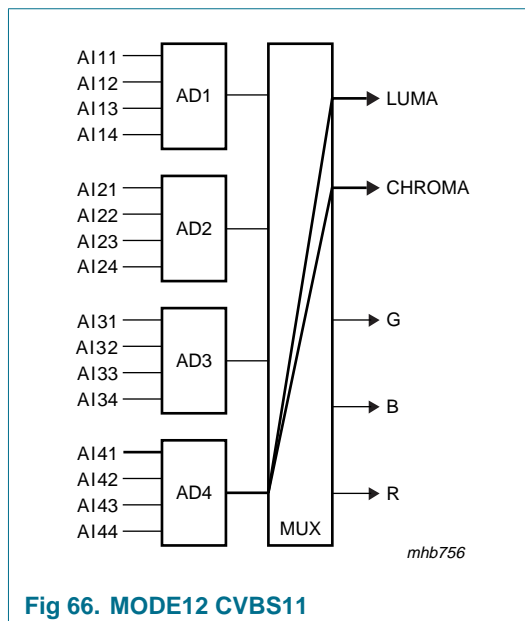 AI11
AI12
AI13
AI14
AD1
AI21
AI22
AI23
AI24
AD2
AI31
AI32
AI33
AI34
AD3
AI41
AI42
AI43
AI44
AD4
MUX
LUMA
CHROMA
G
B
R
mhb756
Fig 66. MODE12 CVBS11